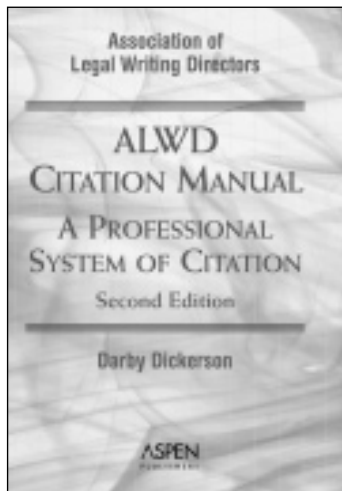 Association of
Legal Writing Directors
ALWD
CITATION MANUAL
A PROFESSIONAL
SYSTEM OF CITATION
Second Edition
Darby Dickerson
ASPEN